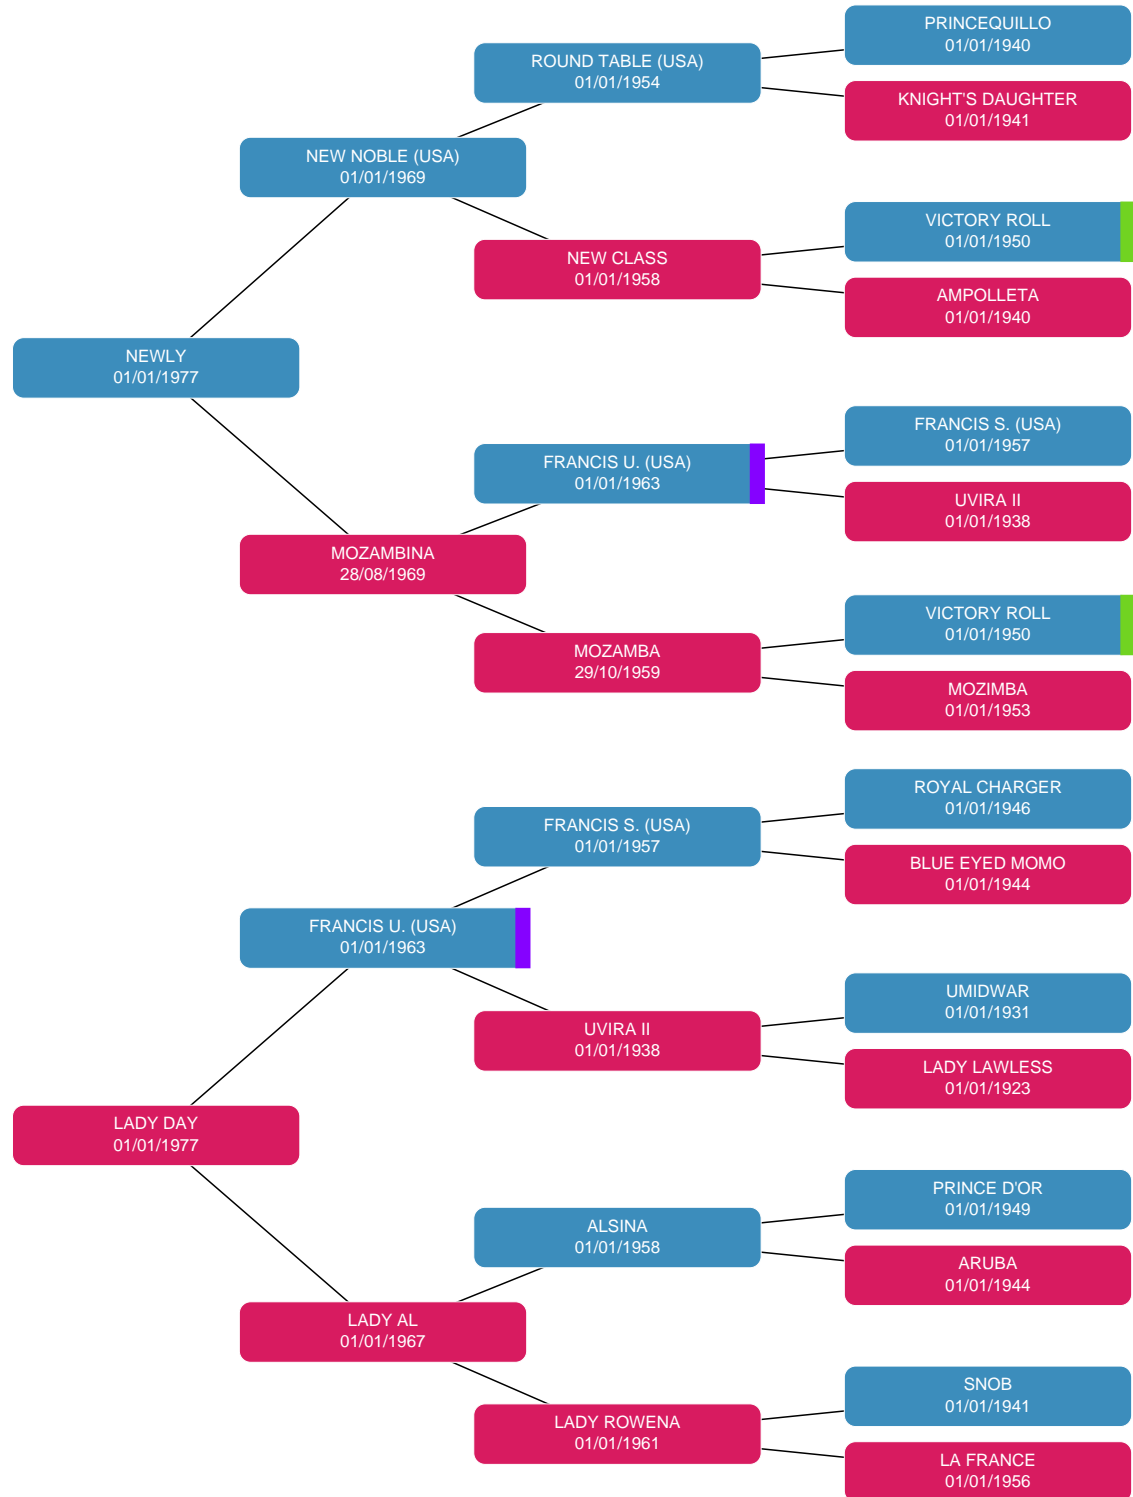 PRINCEQUILLO
01/01/1940
ROUND TABLE (USA)
01/01/1954
KNIGHT'S DAUGHTER
01/01/1941
NEW NOBLE (USA)
01/01/1969
VICTORY ROLL
01/01/1950
NEW CLASS
01/01/1958
AMPOLLETA
01/01/1940
NEWLY
01/01/1977
FRANCIS S. (USA)
01/01/1957
FRANCIS U. (USA)
01/01/1963
UVIRA II
01/01/1938
MOZAMBINA
28/08/1969
VICTORY ROLL
01/01/1950
MOZAMBA
29/10/1959
MOZIMBA
01/01/1953
ROYAL CHARGER
01/01/1946
FRANCIS S. (USA)
01/01/1957
BLUE EYED MOMO
01/01/1944
FRANCIS U. (USA)
01/01/1963
UMIDWAR
01/01/1931
UVIRA II
01/01/1938
LADY LAWLESS
01/01/1923
LADY DAY
01/01/1977
PRINCE D'OR
01/01/1949
ALSINA
01/01/1958
ARUBA
01/01/1944
LADY AL
01/01/1967
SNOB
01/01/1941
LADY ROWENA
01/01/1961
LA FRANCE
01/01/1956